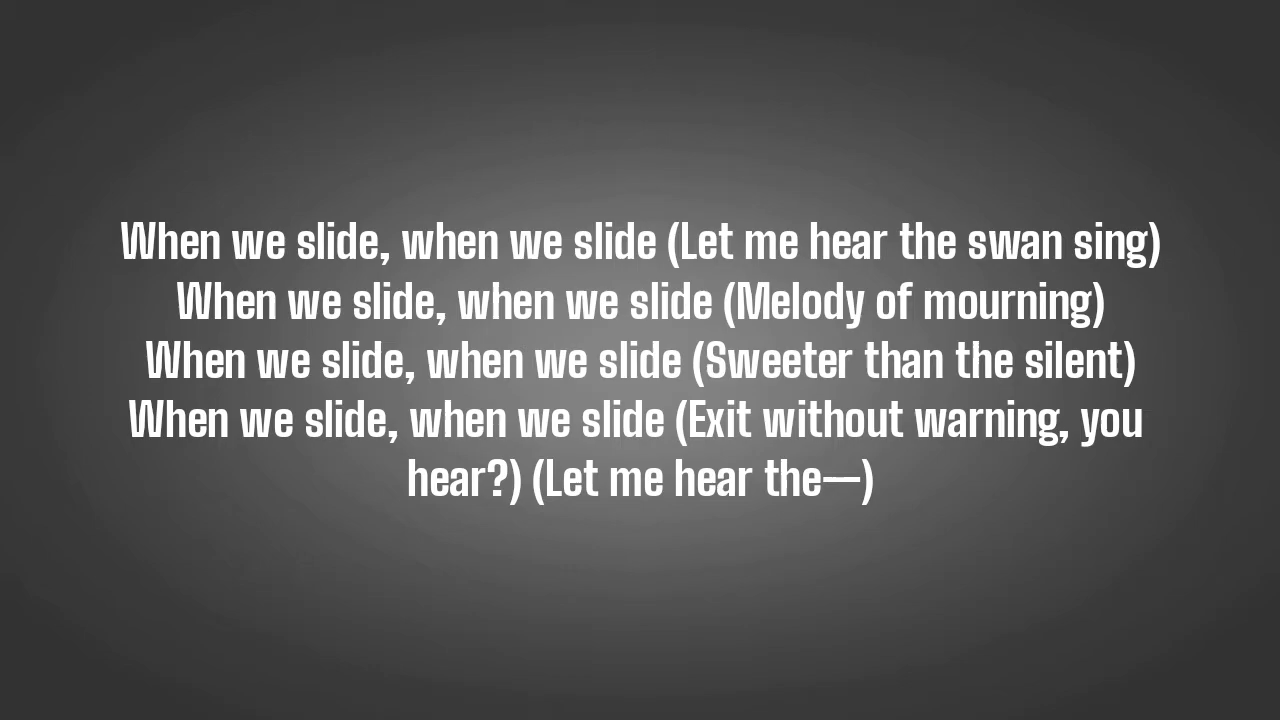 When we slide, when we slide (Let me hear the swan sing)
When we slide, when we slide (Melody of mourning)
When we slide, when we slide (Sweeter than the silent)
When we slide, when we slide (Exit without warning, you
hear?) (Let me hear the—)